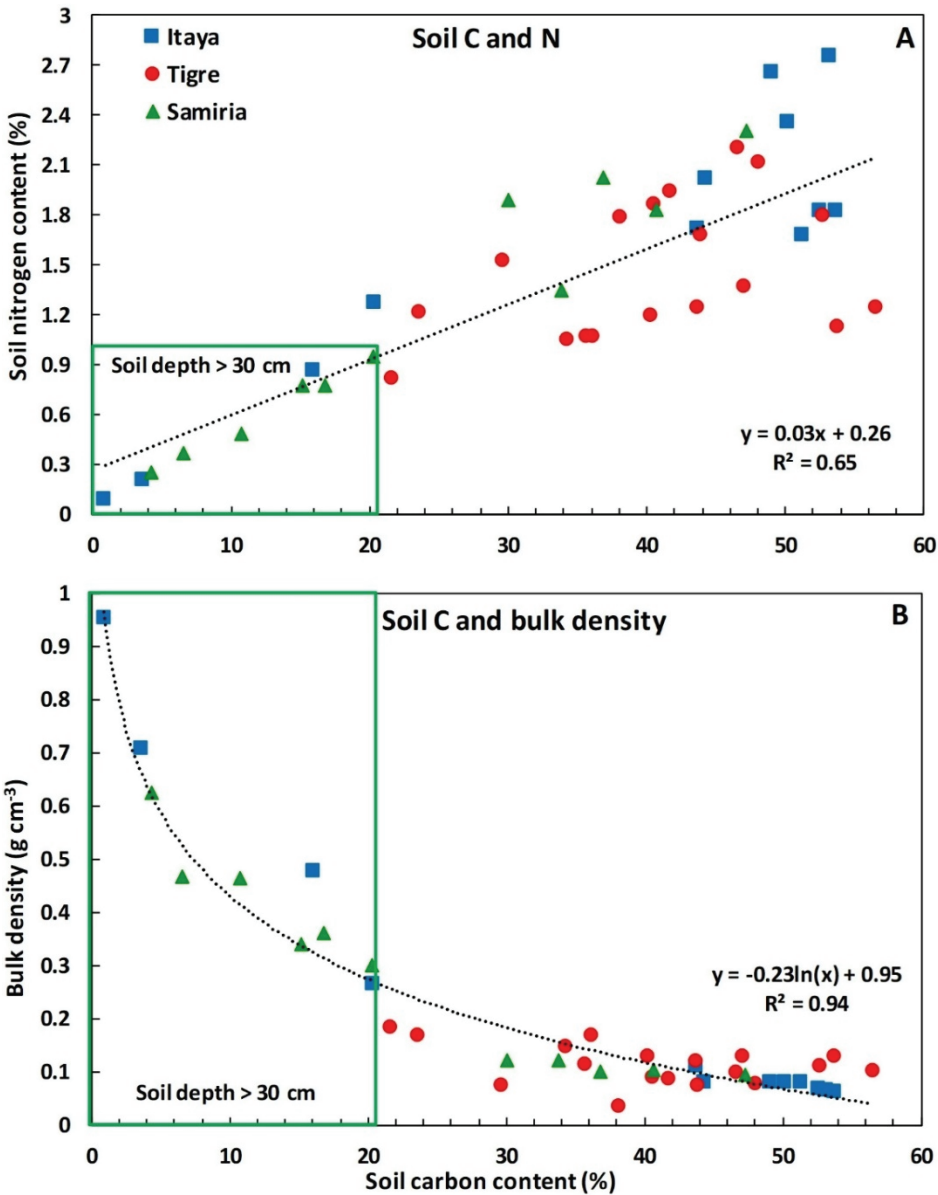 Soil C and N
A
Itaya
Tigre
Samiria
Soil nitrogen content (%)
3
2.7
2.4
2.1
1.8
1.5
1.2
0.9
0.6
0.3
0
Soil depth > 30 cm
y = 0.03x + 0.26
R² = 0.65
0 10 20 30 40 50 60
Soil C and bulk density
B
Bulk density (g cm⁻³)
1
0.9
0.8
0.7
0.6
0.5
0.4
0.3
0.2
0.1
0
y = -0.23ln(x) + 0.95
R² = 0.94
Soil depth > 30 cm
0 10 20 30 40 50 60
Soil carbon content (%)